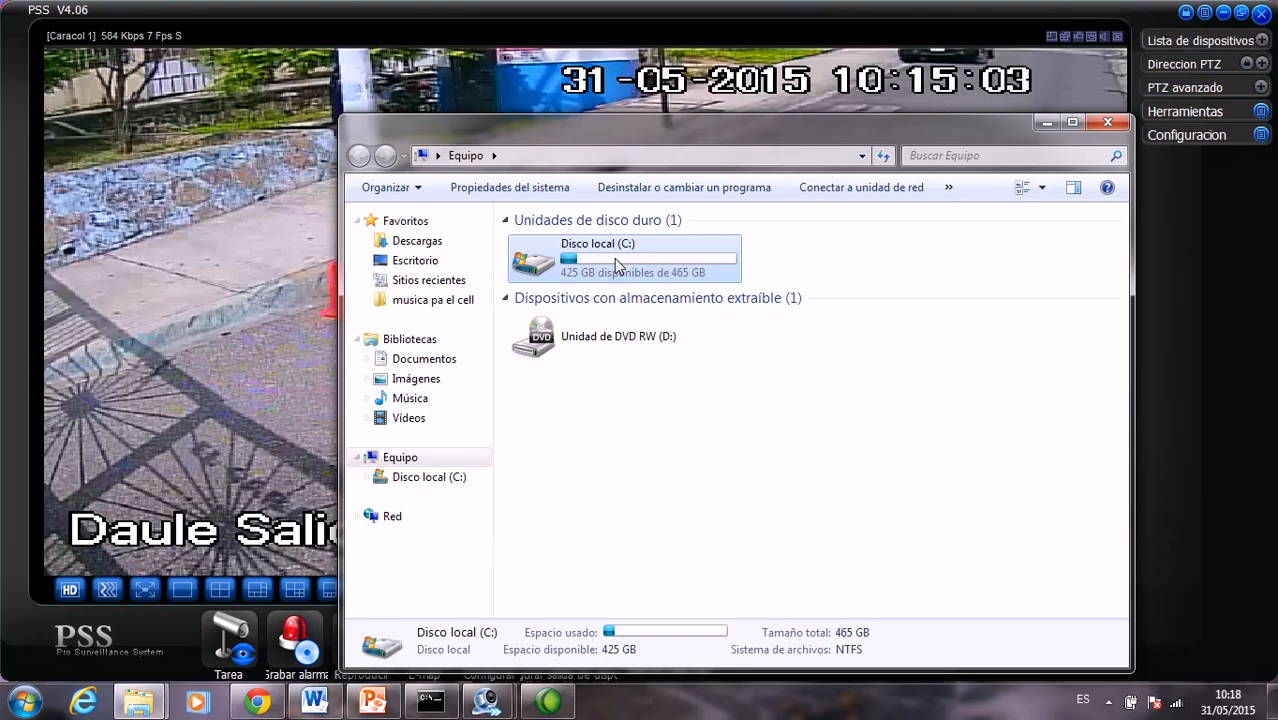 PSS V4.06
[Caracol 1] 584 Kbps 7 Fps S
31-05-2015 10:15:03
Lista de dispositivos
Direccion PTZ
PTZ avanzado
Herramientas
Configuracion
Equipo
Buscar Equipo
Organizar
Propiedades del sistema
Desinstalar o cambiar un programa
Conectar a unidad de red
»
Favoritos
Descargas
Escritorio
Sitios recientes
musica pa el cell
Bibliotecas
Documentos
Imágenes
Música
Vídeos
Equipo
Disco local (C:)
Red
Unidades de disco duro (1)
Disco local (C:)
425 GB disponibles de 465 GB
Dispositivos con almacenamiento extraíble (1)
DVD
Unidad de DVD RW (D:)
Disco local (C:)
Espacio usado:
Tamaño total: 465 GB
Disco local
Espacio disponible: 425 GB
Sistema de archivos: NTFS
Daule Sali
HD
PSS
Pro Surveillance System
Tarea
Grabar alarma
ES
10:18
31/05/2015